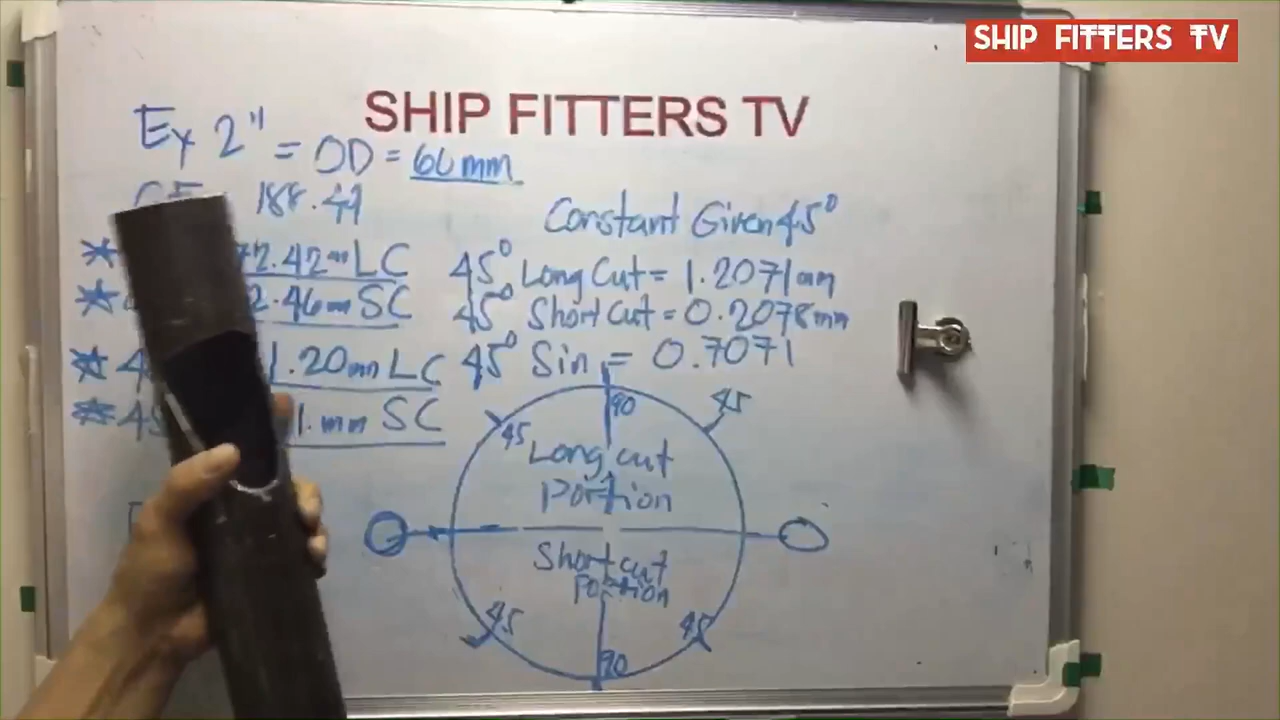 SHIP FITTERS TV
SHIP FITTERS TV
Ex 2" = OD = 60mm
188.49
Constant Given 45°
2.42mm LC
45° Long Cut = 1.2071mm
2.46mm SC
45° Short Cut = 0.2078mm
1.20mm LC
45° Sin = 0.7071
1.mm SC
90
45
45
Long cut
Portion
Short cut
Portion
45
45
90